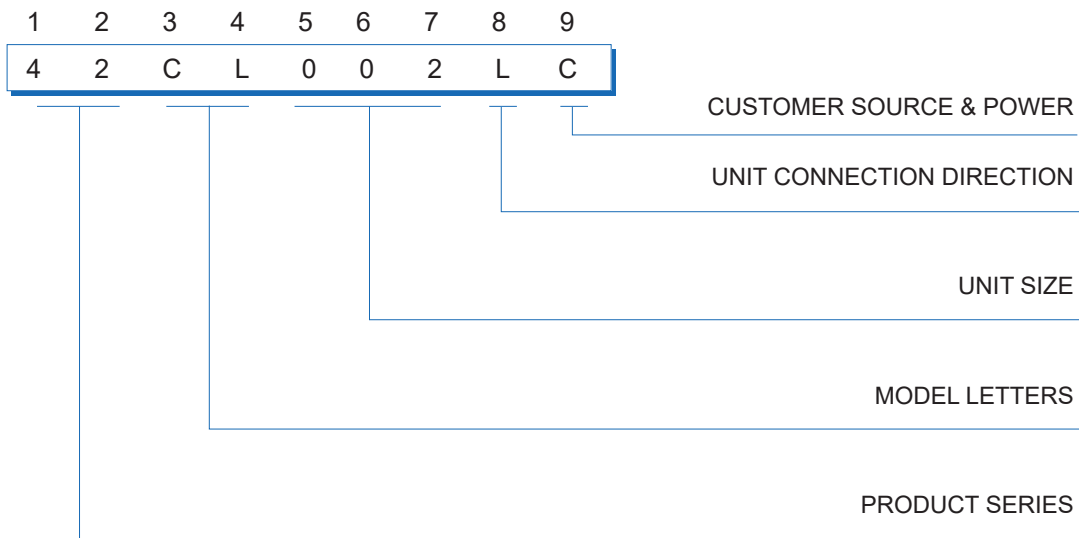 1 2 3 4 5 6 7 8 9
4 2 C L 0 0 2 L C
CUSTOMER SOURCE & POWER
UNIT CONNECTION DIRECTION
UNIT SIZE
MODEL LETTERS
PRODUCT SERIES